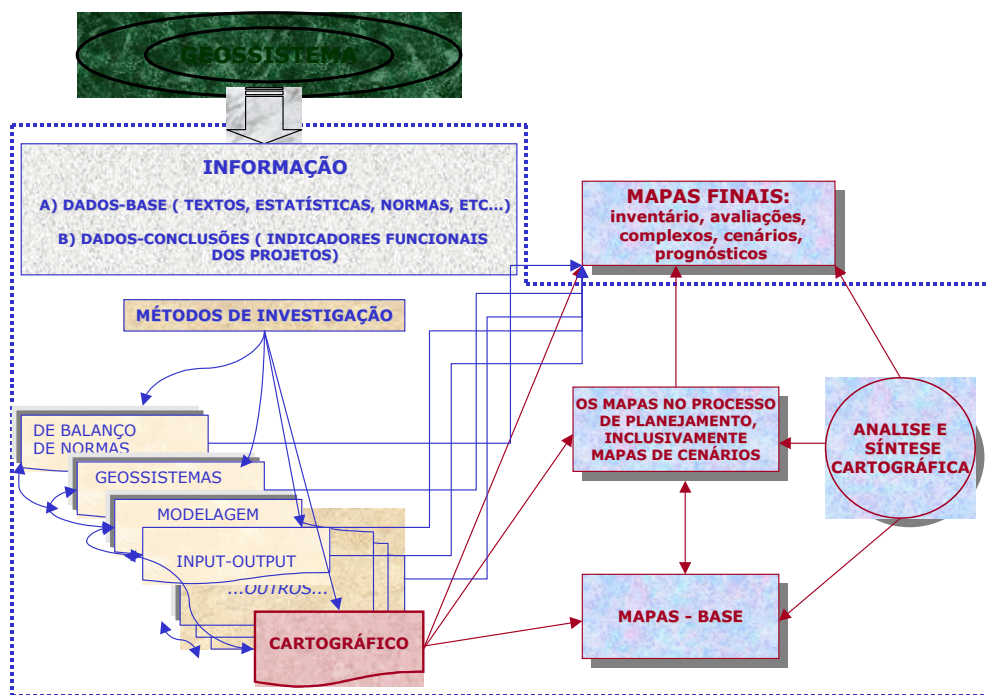 GEOSSISTEMA
INFORMAÇÃO
A) DADOS-BASE ( TEXTOS, ESTATÍSTICAS, NORMAS, ETC...)
B) DADOS-CONCLUSÕES ( INDICADORES FUNCIONAIS
DOS PROJETOS)
MAPAS FINAIS:
inventário, avaliações,
complexos, cenários,
prognósticos
MÉTODOS DE INVESTIGAÇÃO
DE BALANÇO
DE NORMAS
GEOSSISTEMAS
MODELAGEM
INPUT-OUTPUT
...OUTROS...
CARTOGRÁFICO
OS MAPAS NO PROCESSO
DE PLANEJAMENTO,
INCLUSIVAMENTE
MAPAS DE CENÁRIOS
ANALISE E
SÍNTESE
CARTOGRÁFICA
MAPAS - BASE